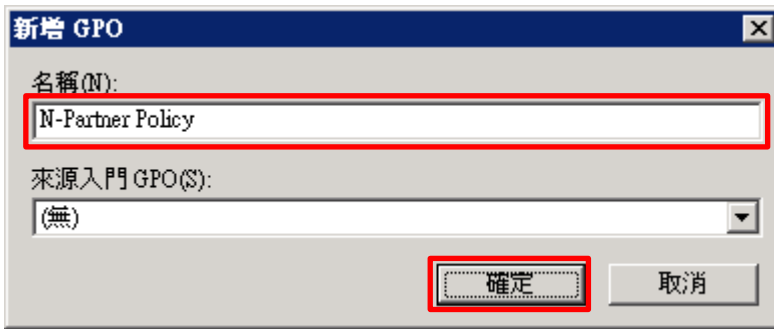 新增 GPO
名稱(N):
N-Partner Policy
來源入門 GPO(S):
(無)
確定 取消